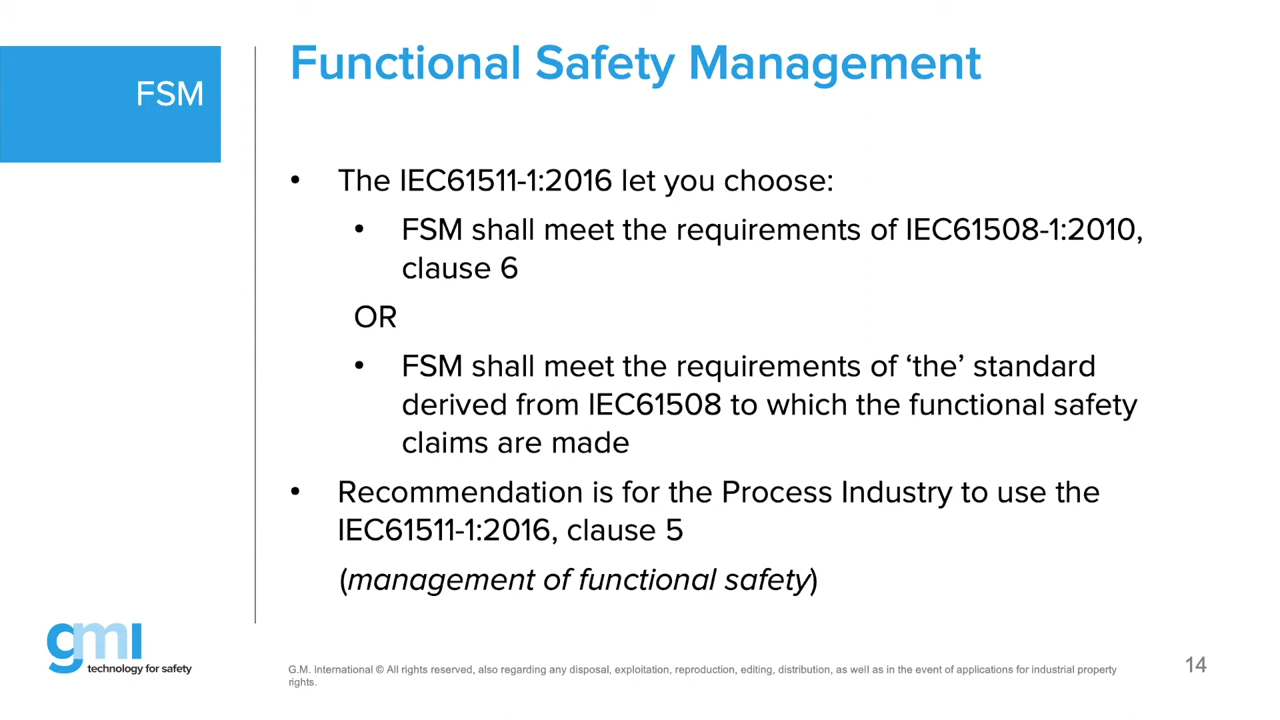 FSM
Functional Safety Management
• The IEC61511-1:2016 let you choose:
• FSM shall meet the requirements of IEC61508-1:2010,
clause 6
OR
• FSM shall meet the requirements of ‘the’ standard
derived from IEC61508 to which the functional safety
claims are made
• Recommendation is for the Process Industry to use the
IEC61511-1:2016, clause 5
(management of functional safety)
gmi
technology for safety
G.M. International © All rights reserved, also regarding any disposal, exploitation, reproduction, editing, distribution, as well as in the event of applications for industrial property
rights.
14